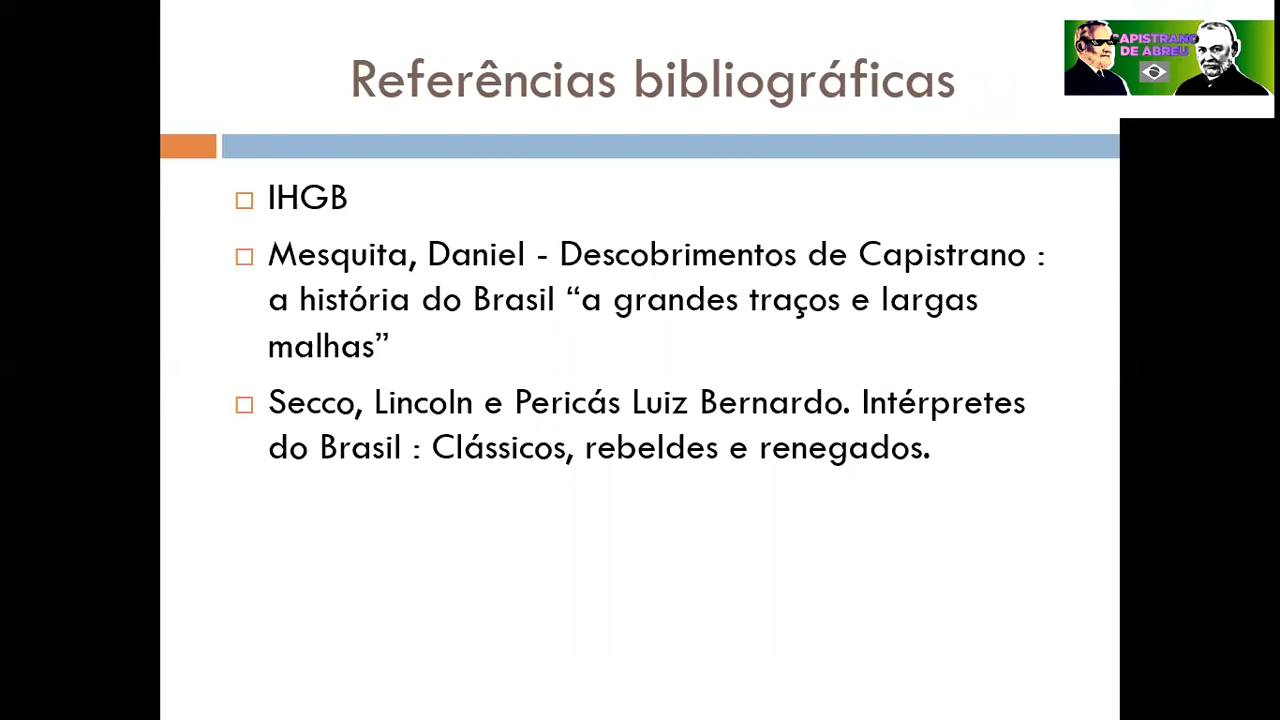 CAPISTRANO
DE ABREU
Referências bibliográficas
IHGB
Mesquita, Daniel - Descobrimentos de Capistrano :
a história do Brasil “a grandes traços e largas
malhas”
Secco, Lincoln e Pericás Luiz Bernardo. Intérpretes
do Brasil : Clássicos, rebeldes e renegados.